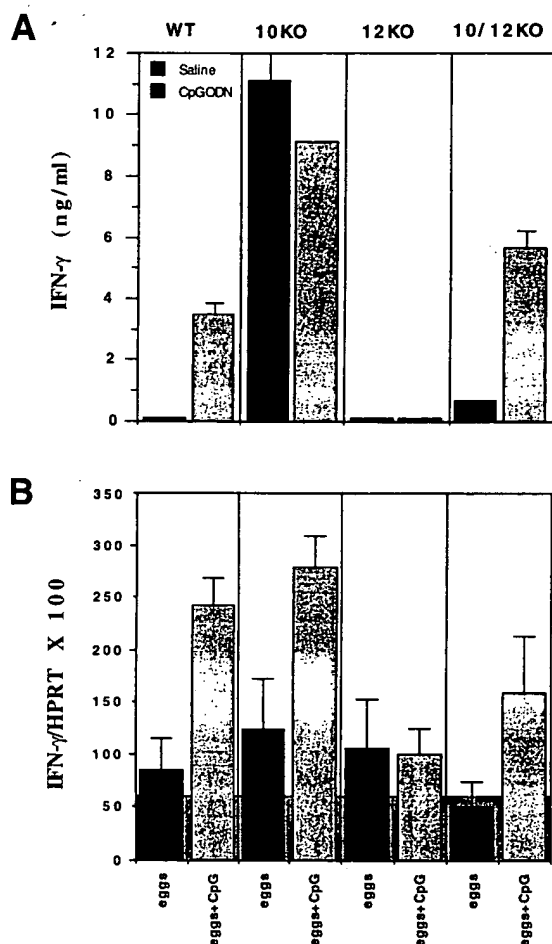 A
WT 10KO 12KO 10/12KO
Saline
CpGODN
IFN-γ (ng/ml)
12
10
8
6
4
2
0
B
IFN-γ/HPRT X 100
350
300
250
200
150
100
50
0
eggs eggs+CpG eggs eggs+CpG eggs eggs+CpG eggs eggs+CpG